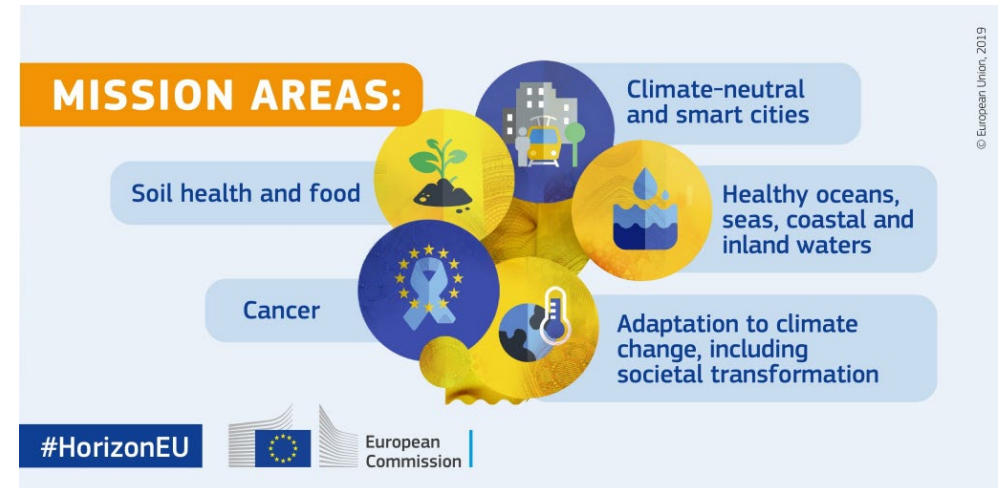 MISSION AREAS:
Climate-neutral
and smart cities
Soil health and food
Healthy oceans,
seas, coastal and
inland waters
Cancer
Adaptation to climate
change, including
societal transformation
#HorizonEU
European
Commission
© European Union, 2019